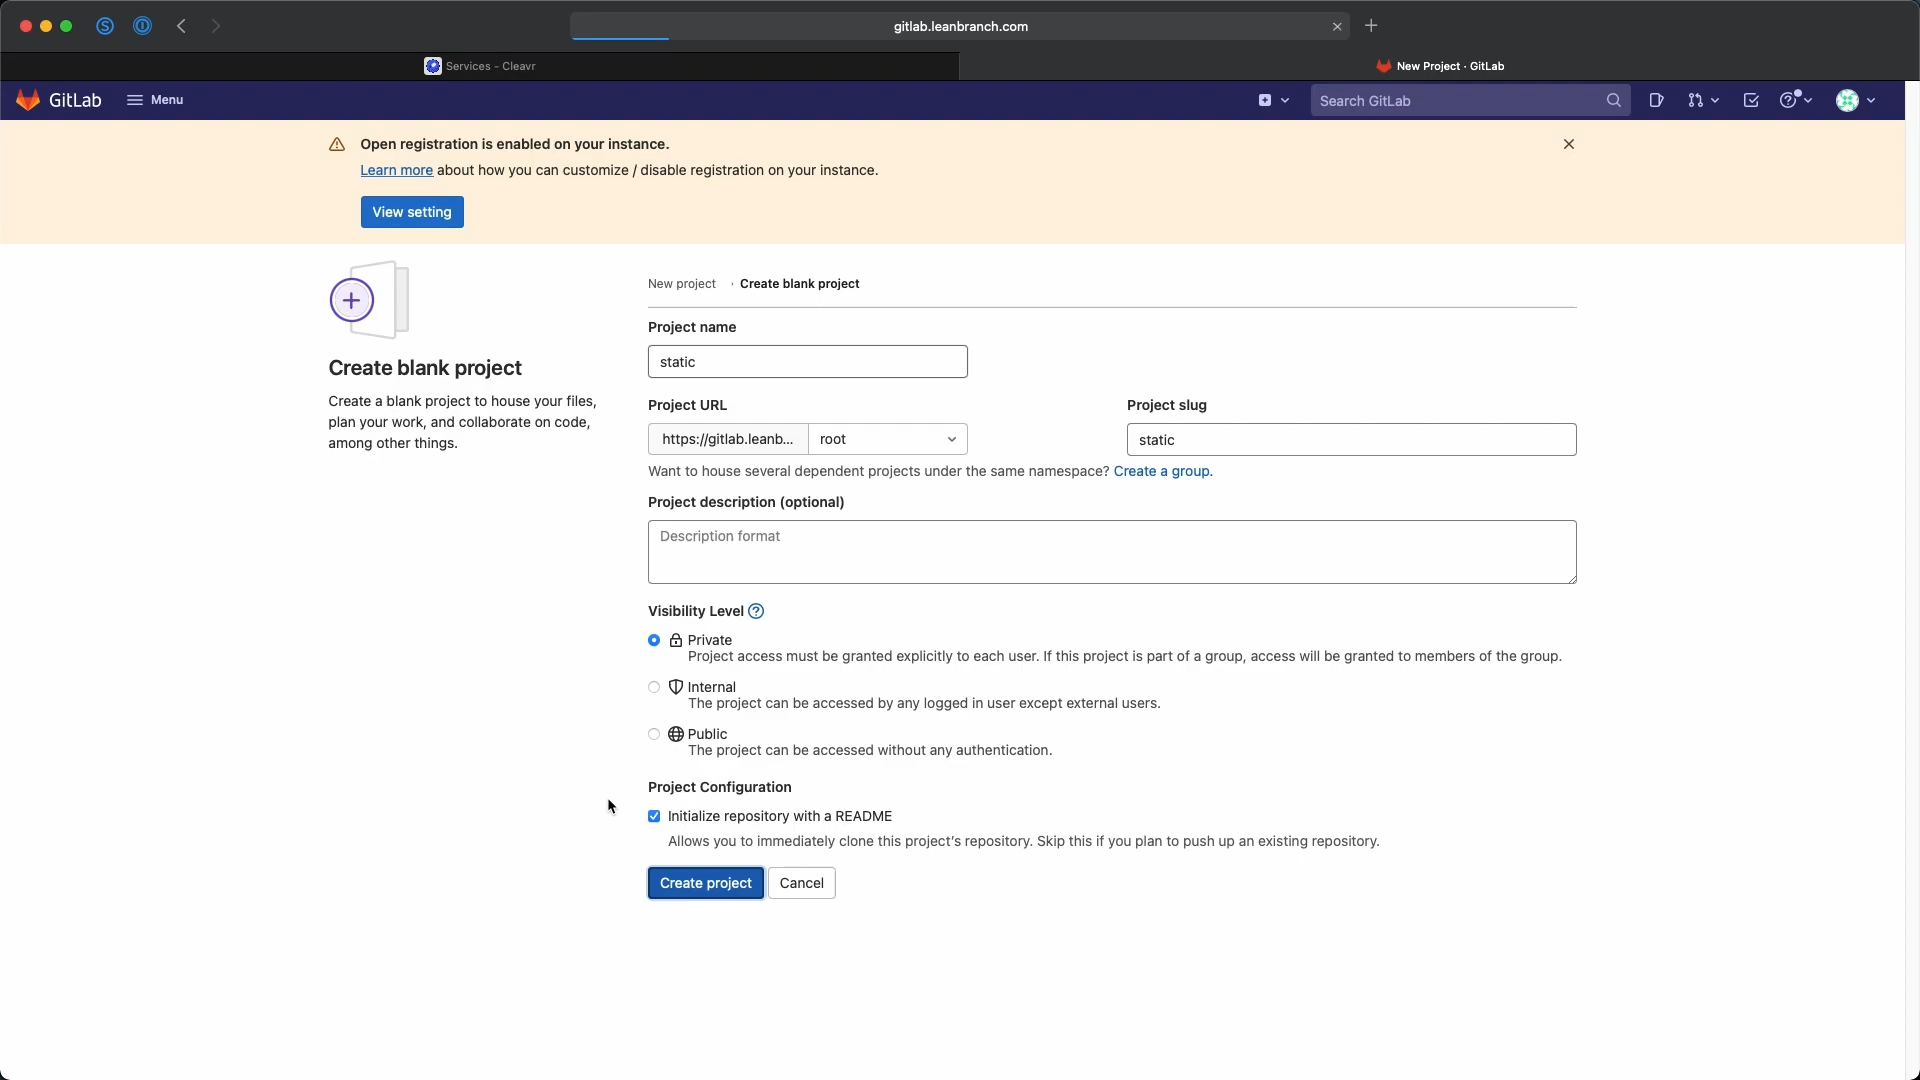 gitlab.leanbranch.com
Services - Cleavr
New Project · GitLab
GitLab
Menu
Search GitLab
Open registration is enabled on your instance.
Learn more about how you can customize / disable registration on your instance.
View setting
New project › Create blank project
Create blank project
Create a blank project to house your files,
plan your work, and collaborate on code,
among other things.
Project name
static
Project URL
Project slug
https://gitlab.leanb...
root
static
Want to house several dependent projects under the same namespace? Create a group.
Project description (optional)
Description format
Visibility Level
Private
Project access must be granted explicitly to each user. If this project is part of a group, access will be granted to members of the group.
Internal
The project can be accessed by any logged in user except external users.
Public
The project can be accessed without any authentication.
Project Configuration
Initialize repository with a README
Allows you to immediately clone this project's repository. Skip this if you plan to push up an existing repository.
Create project
Cancel